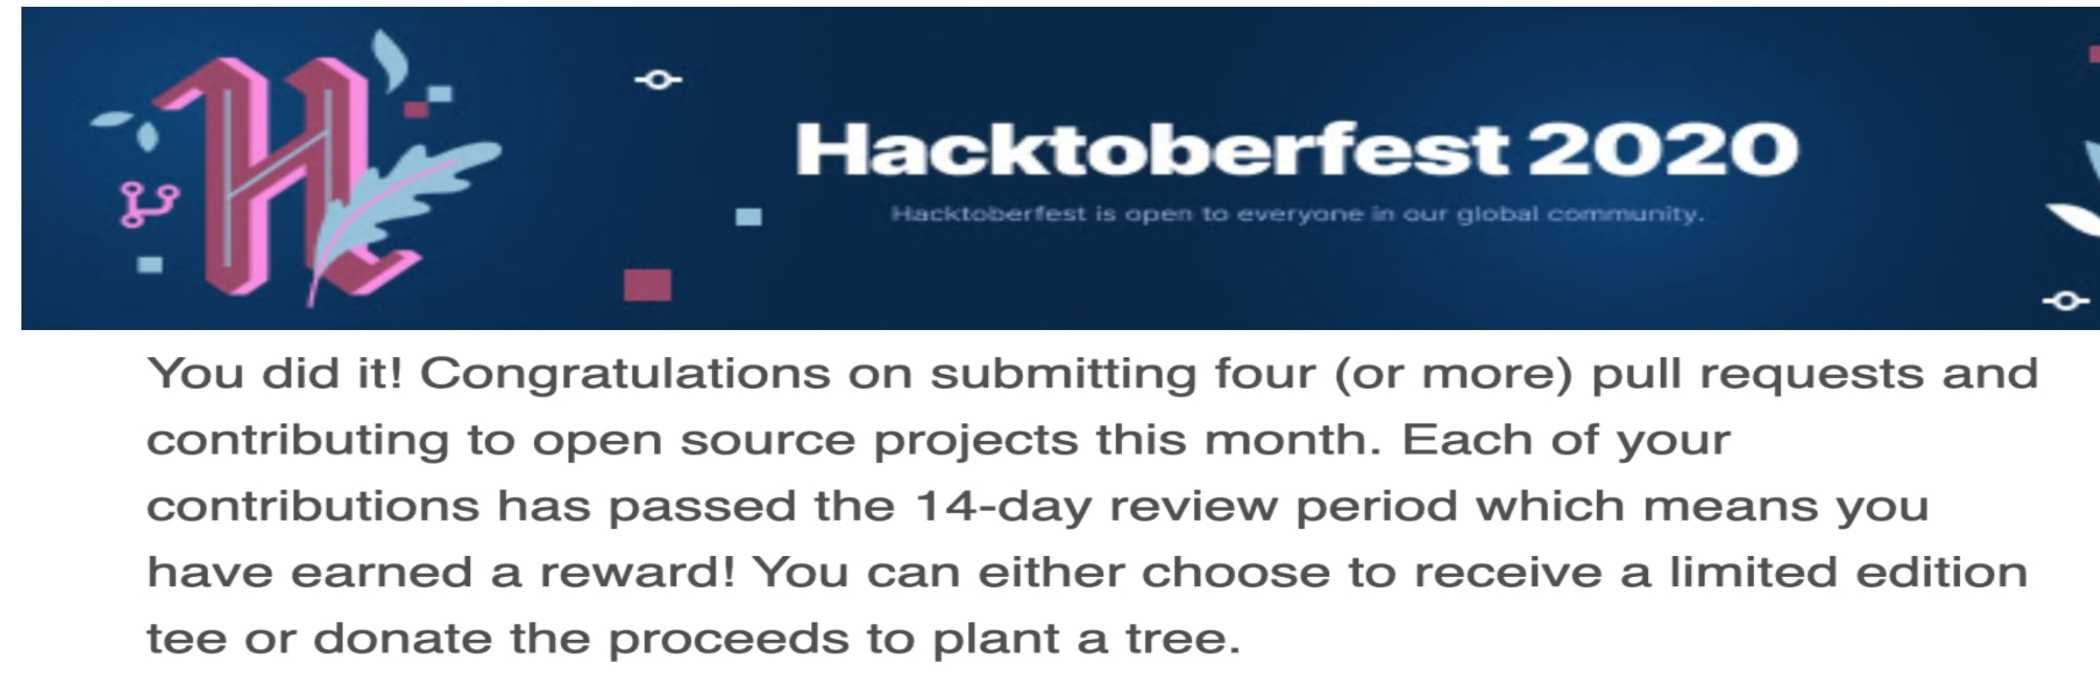 Hacktoberfest 2020
Hacktoberfest is open to everyone in our global community.
You did it! Congratulations on submitting four (or more) pull requests and
contributing to open source projects this month. Each of your
contributions has passed the 14-day review period which means you
have earned a reward! You can either choose to receive a limited edition
tee or donate the proceeds to plant a tree.